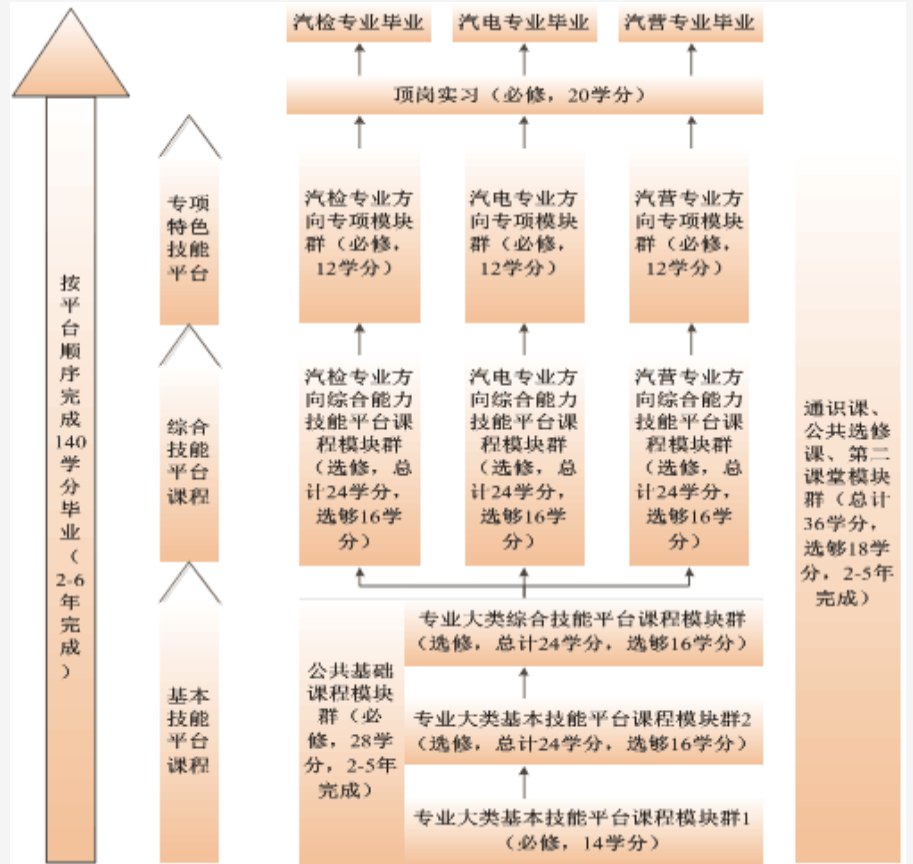 汽检专业毕业
汽电专业毕业
汽营专业毕业
顶岗实习（必修，20学分）
按
平
台
顺
序
完
成
140
学
分
毕
业
（
2-6
年
完
成
）
专项
特色
技能
平台
汽检专业方
向专项模块
群（必修，
12学分）
汽电专业方
向专项模块
群（必修，
12学分）
汽营专业方
向专项模块
群（必修，
12学分）
综合
技能
平台
课程
汽检专业方
向综合能力
技能平台课
程模块群
（选修，总
计24学分，
选够16学
分）
汽电专业方
向综合能力
技能平台课
程模块群
（选修，总
计24学分，
选够16学
分）
汽营专业方
向综合能力
技能平台课
程模块群
（选修，总
计24学分，
选够16学
分）
通识课、
公共选修
课、第二
课堂模块
群（总计
36学分，
选够18学
分，2-5年
完成）
基本
技能
平台
课程
公共基础
课程模块
群（必
修，28学
分，2-5年
完成）
专业大类综合技能平台课程模块群
（选修，总计24学分，选够16学分）
专业大类基本技能平台课程模块群2
（选修，总计24学分，选够16学分）
专业大类基本技能平台课程模块群1
（必修，14学分）